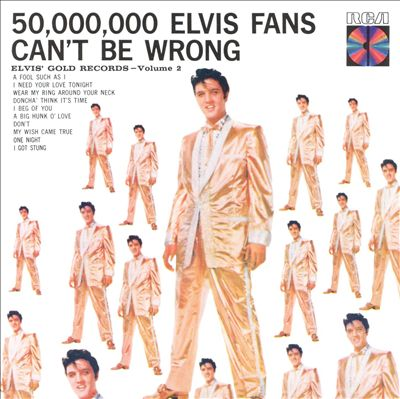 50,000,000 ELVIS FANS
CAN'T BE WRONG
RCA
ELVIS' GOLD RECORDS—Volume 2
A FOOL SUCH AS I
I NEED YOUR LOVE TONIGHT
WEAR MY RING AROUND YOUR NECK
DONCHA' THINK IT'S TIME
I BEG OF YOU
A BIG HUNK O' LOVE
DON'T
MY WISH CAME TRUE
ONE NIGHT
I GOT STUNG